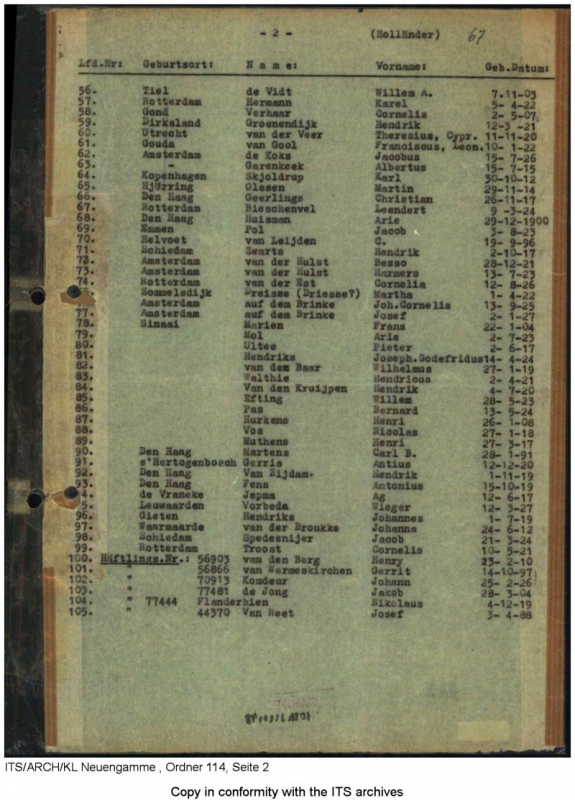 - 2 - (Holländer) 67
Lfd.Nr: Geburtsort: Name: Vorname: Geb.Datum:
56. Tiel de Vidt Willem A. 7.11-03
57. Rotterdam Hermann Karel 5- 4-22
58. Gond Verhaar Cornelis 2- 5-07
59. Dirksland Groenendijk Hendrik 12-3 -21
60. Utrecht van der Veer Theresius, Cypr. 11-11-20
61. Gouda van Gool Franciscus, Leon. 10- 1-22
62. Amsterdam de Koks Jacobus 15- 7-26
63. - Garenkeek Albertus 15- 7-15
64. Kopenhagen Skjoldrup Karl 30-10-12
65. Hjörring Olesen Martin 29-11-14
66. Den Haag Geerlings Christian 26-11-17
67. Rotterdam Bieschenvel Leendert 9 -3-24
68. Den Haag Huisman Arie 29-12-1900
69. Emmen Pol Jacob 3- 8-23
70. Helvoet van Leijden C. 19- 9-96
71. Schiedam Zwarts Hendrik 2-10-17
72. Amsterdam van der Hulst Besso 28-12-21
73. Amsterdam van der Hulst Harmers 13- 7-23
74. Rotterdam van der Est Cornelia 12- 8-26
Sommelsdijk Dreisse (Driesse?) Martha 1- 4-22
Amsterdam auf dem Brinke Joh.Cornelis 13- 9-25
77. Amsterdam auf dem Brinke Josef 2- 1-27
78. Sinaai Marien Frans 22- 1-04
79. Mol Arie 2- 7-23
80. Ultee Pieter 2- 6-17
81. Hendriks Joseph.Godefridus 14- 4-24
82. van den Baar Wilhelmus 27- 1-19
83. Walthie Hendrious 2- 4-21
84. Van den Kruijpen Hendrik 4- 7-20
85. Efting Willem 28- 5-23
86. Pas Bernard 13- 5-24
87. Hurkens Henri 26- 1-08
88. Vos Nicolas 27- 1-18
89. Muthens Henri 27- 3-17
90. Den Haag Martens Carl B. 28- 1-91
91. s'Hertogenbosch Gerris Antius 12-12-20
92. Den Haag Van Zijdam Hendrik 1-11-19
93. Den Haag Fens Antonius 15-10-19
4. de Vraneke Jepma Ag 12- 6-17
5. Leuwaarden Vorbeda Wieger 12- 3-27
96. Gieten Hendriks Johannes 1- 7-19
97. Waarmaarde van der Broukke Johanna 24- 6-12
98. Schiedam Spedesnijer Jacob 21- 3-24
99. Rotterdam Troost Cornelis 10- 5-21
100. Häftlings.Nr.: 56903 van den Berg Henry 23- 2-10
101. " 56866 van Wermeskirchen Gerrit 14-10-97
102. " 70913 Komdeur Johann 25- 2-26
103. " 77481 de Jong Jakob 28- 3-04
104. " 77444 Flanderhien Nikolaus 4-12-19
105. " 44370 Van Reet Josef 3- 4-88
ITS/ARCH/KL Neuengamme , Ordner 114, Seite 2
Copy in conformity with the ITS archives